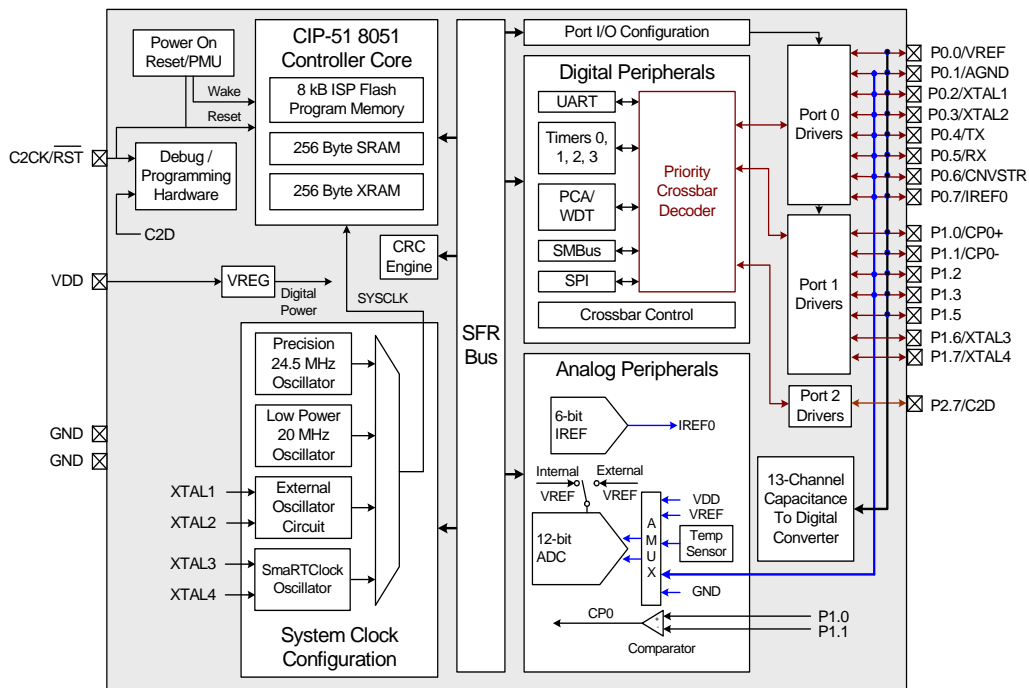 Power On
Reset/PMU
Wake
Reset
C2CK/RST
Debug /
Programming
Hardware
C2D
VDD
VREG
Digital
Power
GND
GND
XTAL1
XTAL2
XTAL3
XTAL4
CIP-51 8051
Controller Core
8 kB ISP Flash
Program Memory
256 Byte SRAM
256 Byte XRAM
CRC
Engine
SYSCLK
Precision
24.5 MHz
Oscillator
Low Power
20 MHz
Oscillator
External
Oscillator
Circuit
SmaRTClock
Oscillator
System Clock
Configuration
SFR
Bus
Port I/O Configuration
Digital Peripherals
UART
Timers 0,
1, 2, 3
PCA/
WDT
SMBus
SPI
Priority
Crossbar
Decoder
Crossbar Control
Analog Peripherals
6-bit
IREF
IREF0
Internal
VREF
External
VREF
12-bit
ADC
A
M
U
X
VDD
VREF
Temp
Sensor
GND
CP0
+
-
Comparator
P1.0
P1.1
Port 0
Drivers
Port 1
Drivers
Port 2
Drivers
13-Channel
Capacitance
To Digital
Converter
P0.0/VREF
P0.1/AGND
P0.2/XTAL1
P0.3/XTAL2
P0.4/TX
P0.5/RX
P0.6/CNV/STR
P0.7/IREF0
P1.0/CP0+
P1.1/CP0-
P1.2
P1.3
P1.5
P1.6/XTAL3
P1.7/XTAL4
P2.7/C2D